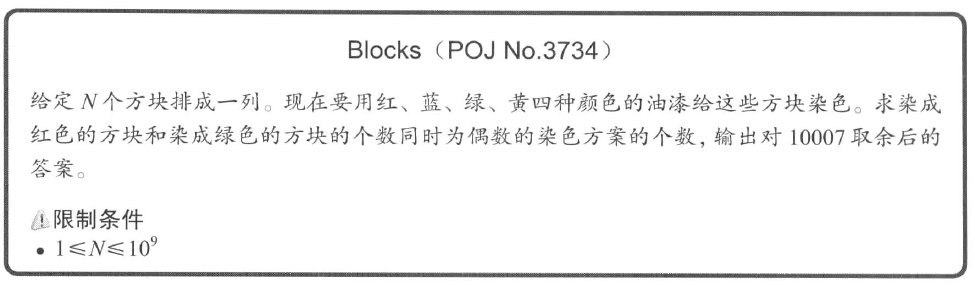 Blocks（POJ No.3734）
给定 N 个方块排成一列。现在要用红、蓝、绿、黄四种颜色的油漆给这些方块染色。求染成
红色的方块和染成绿色的方块的个数同时为偶数的染色方案的个数，输出对 10007 取余后的
答案。
限制条件
• 1≤N≤10⁹